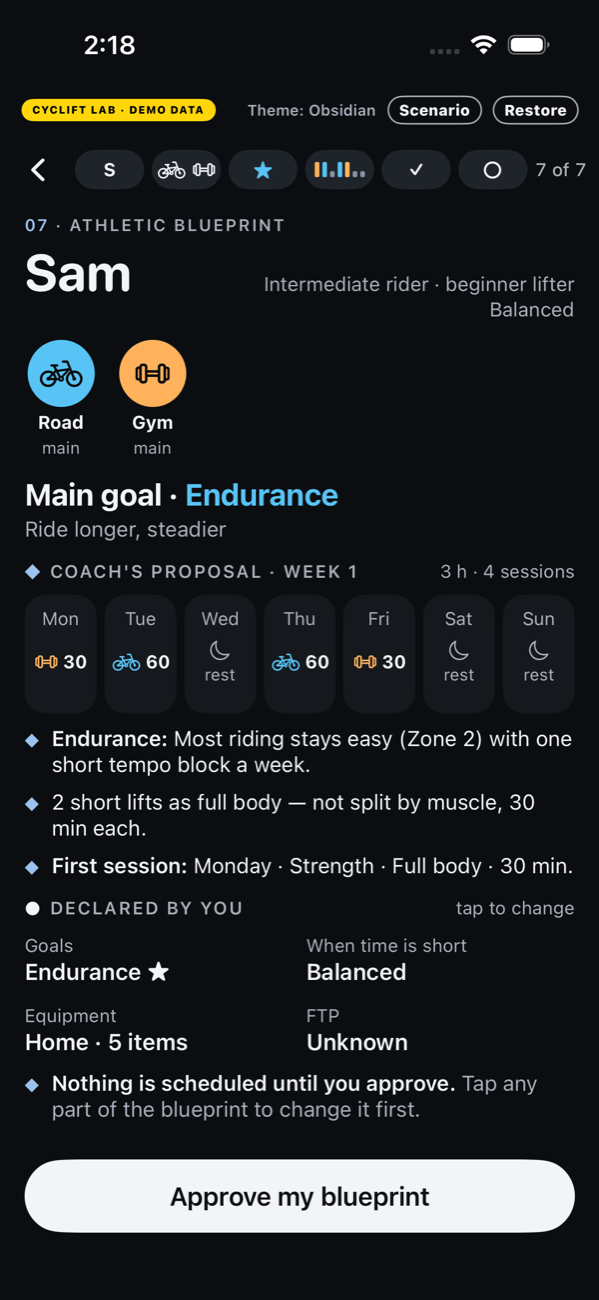 2:18
CYCLIFT LAB · DEMO DATA
Theme: Obsidian
Scenario
Restore
S
7 of 7
07 · ATHLETIC BLUEPRINT
Sam
Intermediate rider · beginner lifter
Balanced
Road
main
Gym
main
Main goal · Endurance
Ride longer, steadier
COACH'S PROPOSAL · WEEK 1
3 h · 4 sessions
Mon
30
Tue
60
Wed
rest
Thu
60
Fri
30
Sat
rest
Sun
rest
Endurance: Most riding stays easy (Zone 2) with one
short tempo block a week.
2 short lifts as full body — not split by muscle, 30
min each.
First session: Monday · Strength · Full body · 30 min.
DECLARED BY YOU
tap to change
Goals
Endurance ★
When time is short
Balanced
Equipment
Home · 5 items
FTP
Unknown
Nothing is scheduled until you approve. Tap any
part of the blueprint to change it first.
Approve my blueprint